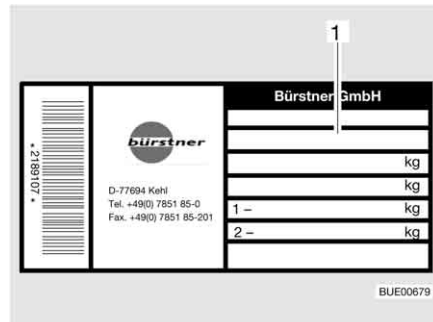 1
* 2189107 *
bürstner
D-77694 Kehl
Tel. +49(0) 7851 85-0
Fax. +49(0) 7851 85-201
Bürstner GmbH
kg
kg
1 – kg
2 – kg
BUE00679